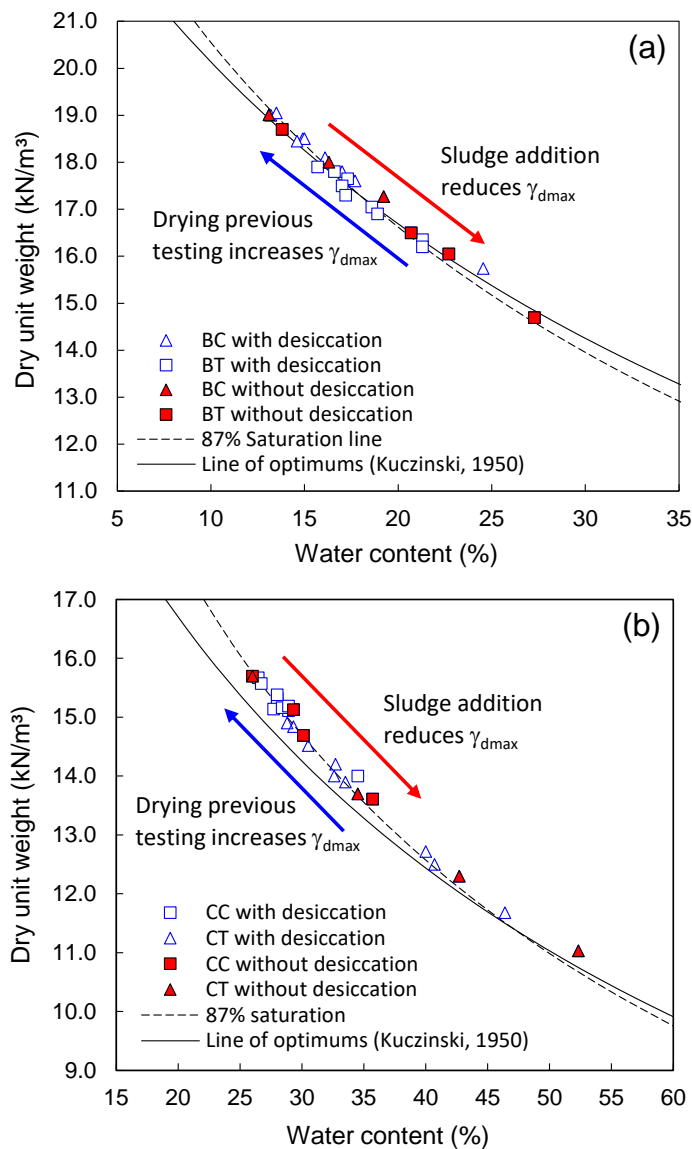 (a)
21.0
20.0
19.0
18.0
17.0
16.0
15.0
14.0
13.0
12.0
11.0
Dry unit weight (kN/m³)
Sludge addition
reduces γdmax
Drying previous
testing increases γdmax
BC with desiccation
BT with desiccation
BC without desiccation
BT without desiccation
87% Saturation line
Line of optimums (Kuczinski, 1950)
5 10 15 20 25 30 35
Water content (%)
(b)
17.0
16.0
15.0
14.0
13.0
12.0
11.0
10.0
9.0
Dry unit weight (kN/m³)
Sludge addition
reduces γdmax
Drying previous
testing increases γdmax
CC with desiccation
CT with desiccation
CC without desiccation
CT without desiccation
87% saturation
Line of optimums (Kuczinski, 1950)
15 20 25 30 35 40 45 50 55 60
Water content (%)